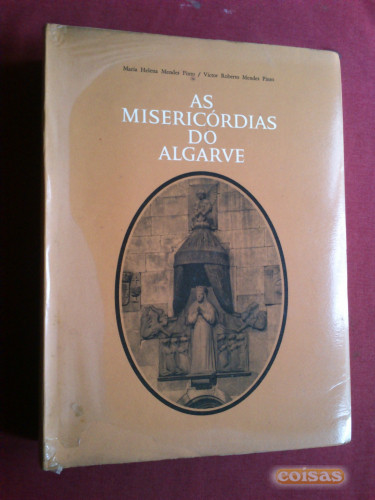 Maria Helena Mendes Pinto / Victor Roberto Mendes Pinto
AS
MISERICÓRDIAS
DO
ALGARVE
coisas